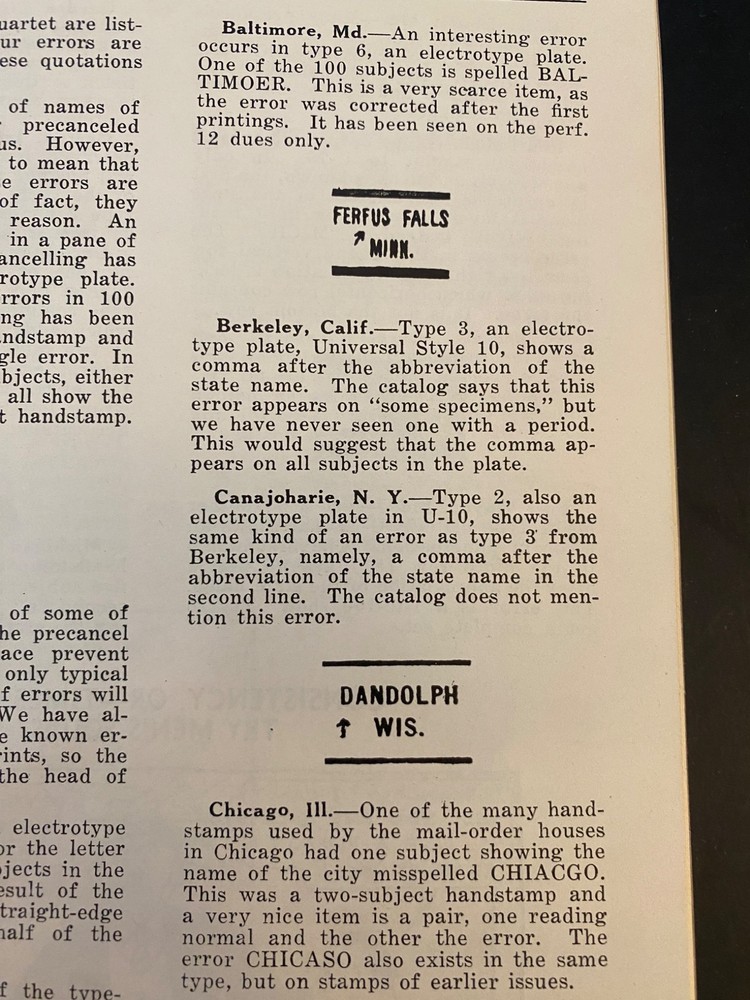 uartet are list-
ur errors are
ese quotations
of names of
precanceled
us. However,
to mean that
e errors are
of fact, they
reason. An
in a pane of
ancelling has
rotype plate.
rrors in 100
ng has been
andstamp and
gle error. In
bjects, either
all show the
t handstamp.
of some of
he precancel
ace prevent
only typical
f errors will
We have al-
e known er-
rints, so the
the head of
electrotype
or the letter
bjects in the
esult of the
traight-edge
half of the
f the type-
Baltimore, Md.—An interesting error
occurs in type 6, an electrotype plate.
One of the 100 subjects is spelled BAL-
TIMOER. This is a very scarce item, as
the error was corrected after the first
printings. It has been seen on the perf.
12 dues only.
FERFUS FALLS
MINN.
Berkeley, Calif.—Type 3, an electro-
type plate, Universal Style 10, shows a
comma after the abbreviation of the
state name. The catalog says that this
error appears on “some specimens,” but
we have never seen one with a period.
This would suggest that the comma ap-
pears on all subjects in the plate.
Canajoharie, N. Y.—Type 2, also an
electrotype plate in U-10, shows the
same kind of an error as type 3 from
Berkeley, namely, a comma after the
abbreviation of the state name in the
second line. The catalog does not men-
tion this error.
DANDOLPH
WIS.
Chicago, Ill.—One of the many hand-
stamps used by the mail-order houses
in Chicago had one subject showing the
name of the city misspelled CHIACGO.
This was a two-subject handstamp and
a very nice item is a pair, one reading
normal and the other the error. The
error CHICASO also exists in the same
type, but on stamps of earlier issues.